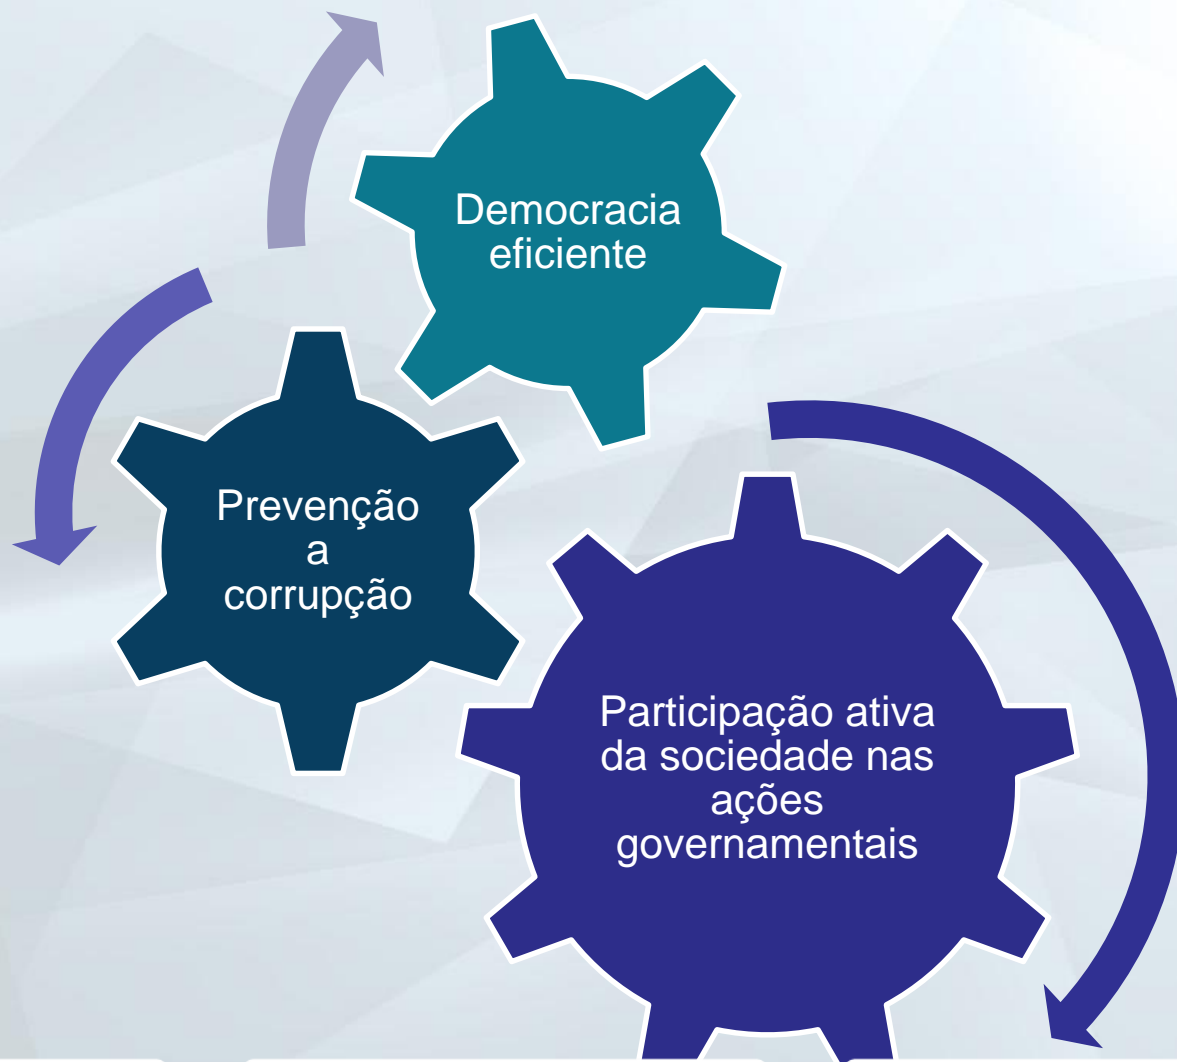 Democracia
eficiente
Prevenção
a
corrupção
Participação ativa
da sociedade nas
ações
governamentais